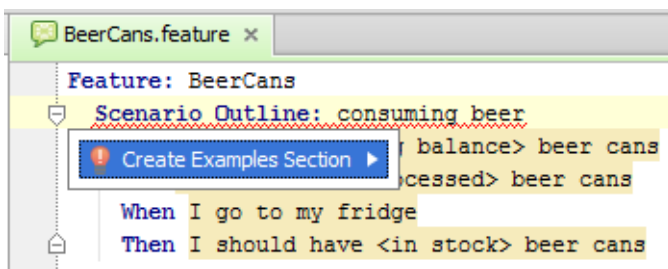 BeerCans.feature ×
Feature: BeerCans
Scenario Outline: consuming beer
Create Examples Section
balance> beer cans
cessed> beer cans
When I go to my fridge
Then I should have <in stock> beer cans